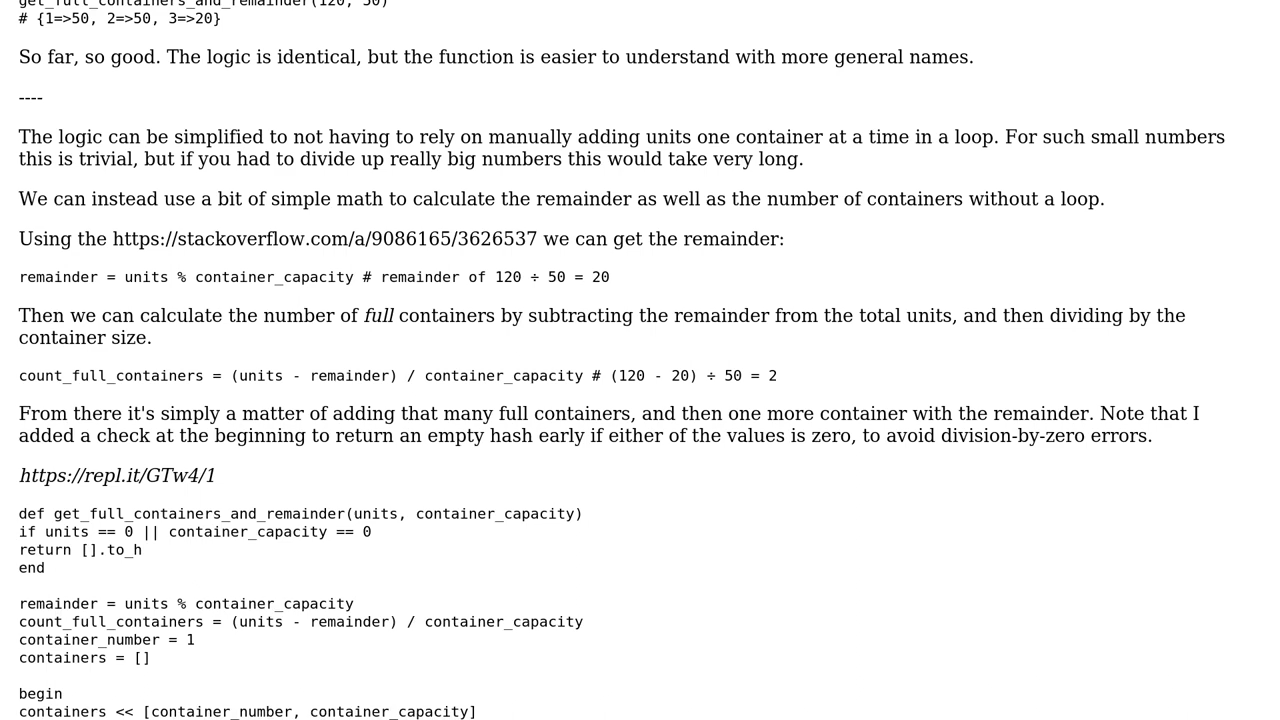 get_full_containers_and_remainder(120, 50)
# {1=>50, 2=>50, 3=>20}
So far, so good. The logic is identical, but the function is easier to understand with more general names.
----
The logic can be simplified to not having to rely on manually adding units one container at a time in a loop. For such small numbers
this is trivial, but if you had to divide up really big numbers this would take very long.
We can instead use a bit of simple math to calculate the remainder as well as the number of containers without a loop.
Using the https://stackoverflow.com/a/9086165/3626537 we can get the remainder:
remainder = units % container_capacity # remainder of 120 ÷ 50 = 20
Then we can calculate the number of full containers by subtracting the remainder from the total units, and then dividing by the
container size.
count_full_containers = (units - remainder) / container_capacity # (120 - 20) ÷ 50 = 2
From there it's simply a matter of adding that many full containers, and then one more container with the remainder. Note that I
added a check at the beginning to return an empty hash early if either of the values is zero, to avoid division-by-zero errors.
https://repl.it/GTw4/1
def get_full_containers_and_remainder(units, container_capacity)
if units == 0 || container_capacity == 0
return [].to_h
end
remainder = units % container_capacity
count_full_containers = (units - remainder) / container_capacity
container_number = 1
containers = []
begin
containers << [container_number, container_capacity]